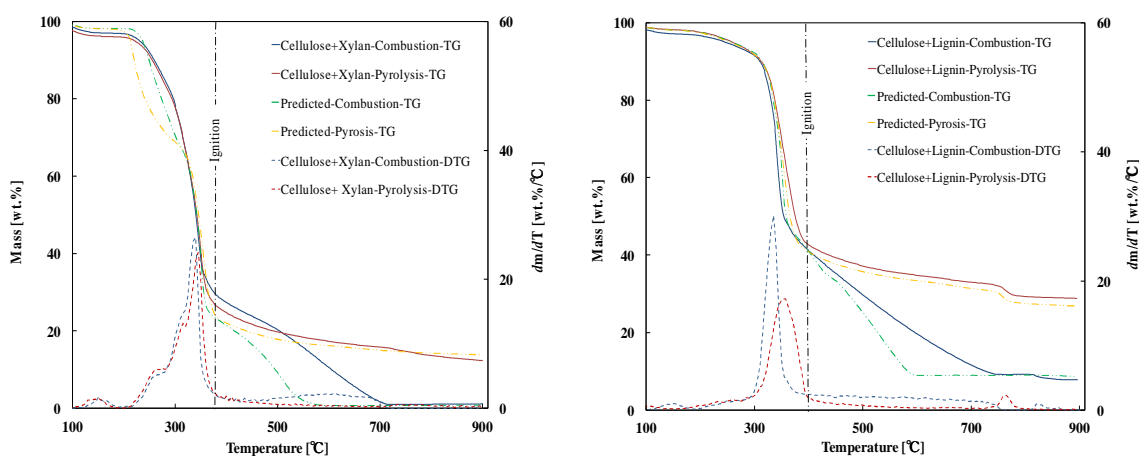 100
80
60
40
20
0
Mass [wt.%]
100
300
500
700
900
Temperature [℃]
60
40
20
0
dm/dT [wt.%/℃]
Ignition
Cellulose+Xylan-Combustion-TG
Cellulose+Xylan-Pyrolysis-TG
Predicted-Combustion-TG
Predicted-Pyrosis-TG
Cellulose+Xylan-Combustion-DTG
Cellulose+ Xylan-Pyrolysis-DTG
100
80
60
40
20
0
Mass [wt.%]
100
300
500
700
900
Temperature [℃]
60
40
20
0
dm/dT [wt.%/℃]
Ignition
Cellulose+Lignin-Combustion-TG
Cellulose+Lignin-Pyrolysis-TG
Predicted-Combustion-TG
Predicted-Pyrosis-TG
Cellulose+Lignin-Combustion-DTG
Cellulose+Lignin-Pyrolysis-DTG